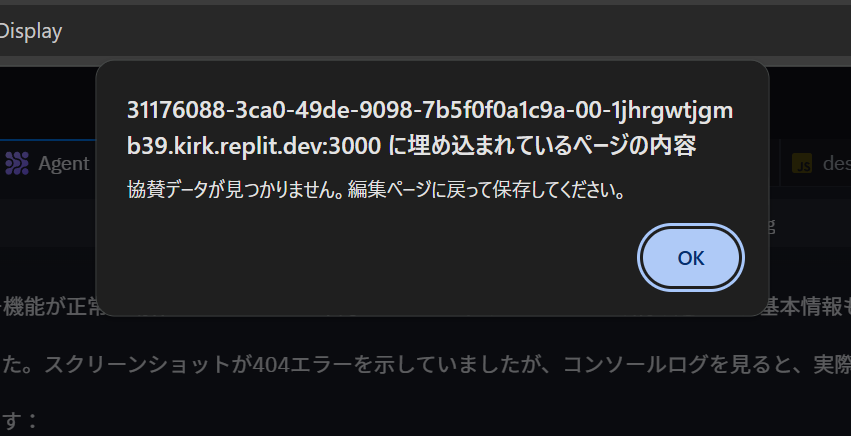 Display
31176088-3ca0-49de-9098-7b5f0f0a1c9a-00-1jhrgwtjgm
b39.kirk.replit.dev:3000 に埋め込まれているページの内容
Agent
JS des
協賛データが見つかりません。編集ページに戻って保存してください。
OK
機能が正常
基本情報も
た。スクリーンショットが404エラーを示していましたが、コンソールログを見ると、実際
す：